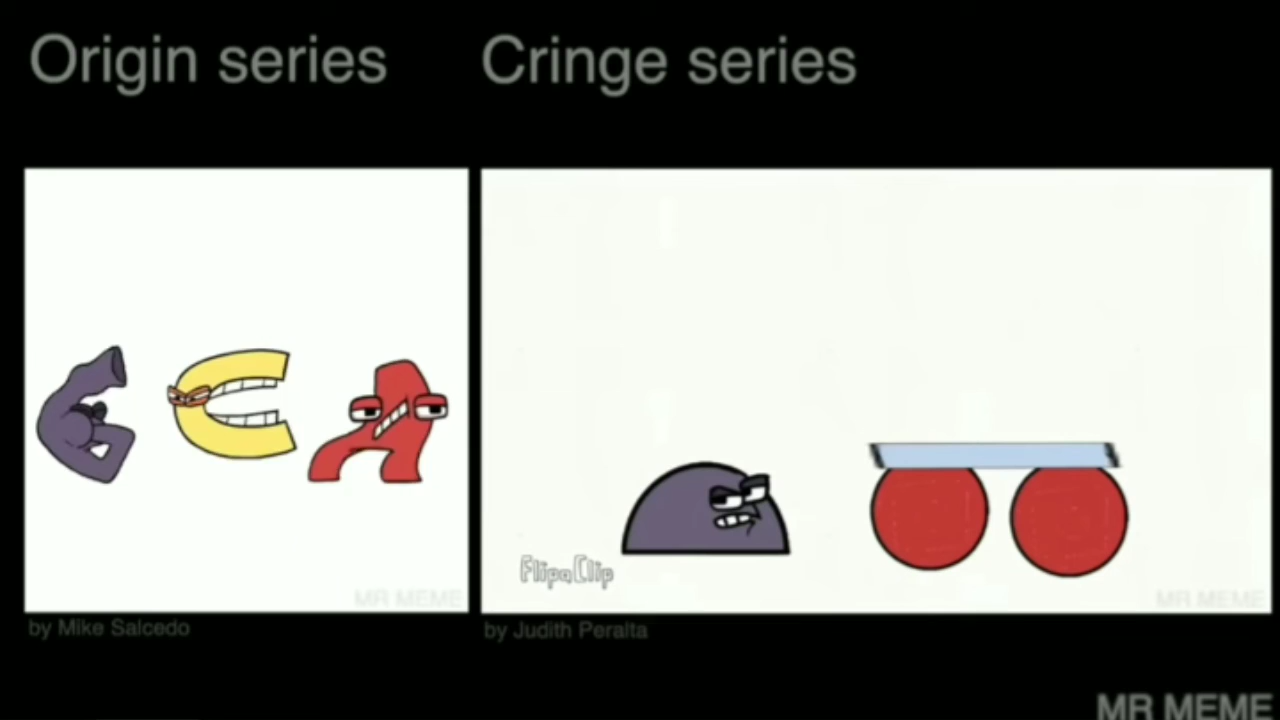 Origin series
Cringe series
FlipaClip
MR MEME
MR MEME
by Mike Salcedo
by Judith Peralta
MR MEME